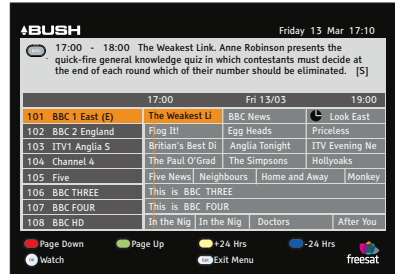 BUSH Friday 13 Mar 17:10
17:00 - 18:00 The Weakest Link. Anne Robinson presents the
quick-fire general knowledge quiz in which contestants must decide at
the end of each round which of their number should be eliminated. [S]
17:00 Fri 13/03 19:00
101 BBC 1 East (E) The Weakest Li BBC News Look East
102 BBC 2 England Flog It! Egg Heads Priceless
103 ITV1 Anglia S Britian's Best Di Anglia Tonight ITV Evening Ne
104 Channel 4 The Paul O'Grad The Simpsons Hollyoaks
105 Five Five News Neighbours Home and Away Monkey
106 BBC THREE This is BBC THREE
107 BBC FOUR This is BBC FOUR
108 BBC HD In the Nig In the Nig Doctors After You
Page Down Page Up +24 Hrs -24 Hrs
Watch Exit Menu freesat